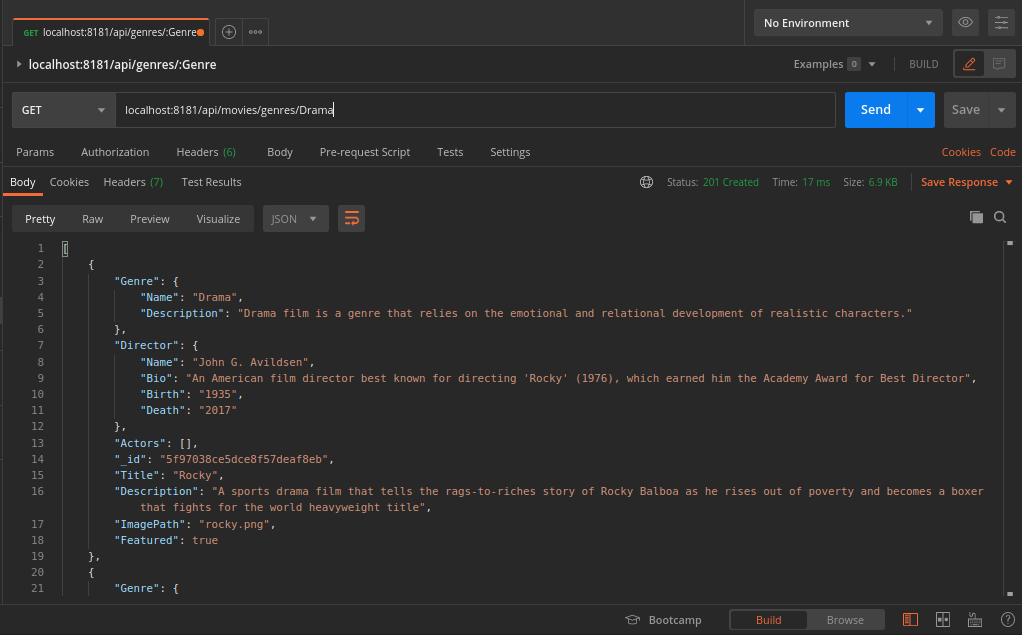 GET localhost:8181/api/genres/:Genre
No Environment
localhost:8181/api/genres/:Genre
Examples 0
BUILD
GET localhost:8181/api/movies/genres/Drama
Send
Save
Params Authorization Headers (6) Body Pre-request Script Tests Settings Cookies Code
Body Cookies Headers (7) Test Results Status: 201 Created Time: 17 ms Size: 6.9 KB Save Response
Pretty Raw Preview Visualize JSON
1 [
2 {
3 "Genre": {
4 "Name": "Drama",
5 "Description": "Drama film is a genre that relies on the emotional and relational development of realistic characters."
6 },
7 "Director": {
8 "Name": "John G. Avildsen",
9 "Bio": "An American film director best known for directing 'Rocky' (1976), which earned him the Academy Award for Best Director",
10 "Birth": "1935",
11 "Death": "2017"
12 },
13 "Actors": [],
14 "_id": "5f97038ce5dce8f57deaf8eb",
15 "Title": "Rocky",
16 "Description": "A sports drama film that tells the rags-to-riches story of Rocky Balboa as he rises out of poverty and becomes a boxer
that fights for the world heavyweight title",
17 "ImagePath": "rocky.png",
18 "Featured": true
19 },
20 {
21 "Genre": {
Bootcamp Build Browse